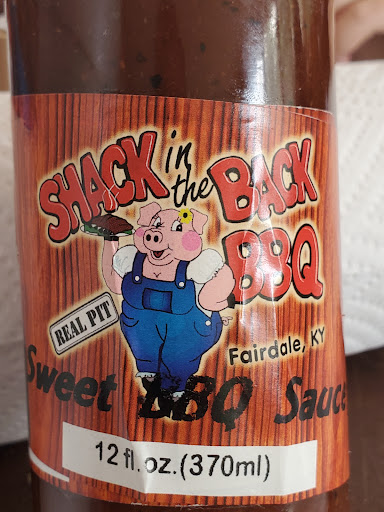 SHACK in the BACK
BBQ
REAL PIT
Fairdale, KY
Sweet BBQ Sauce
12 fl. oz.(370ml)